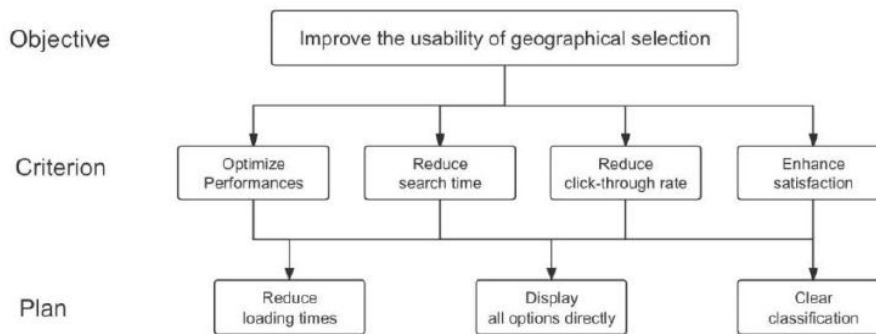 Objective
Improve the usability of geographical selection
Criterion
Optimize
Performances
Reduce
search time
Reduce
click-through rate
Enhance
satisfaction
Plan
Reduce
loading times
Display
all options directly
Clear
classification